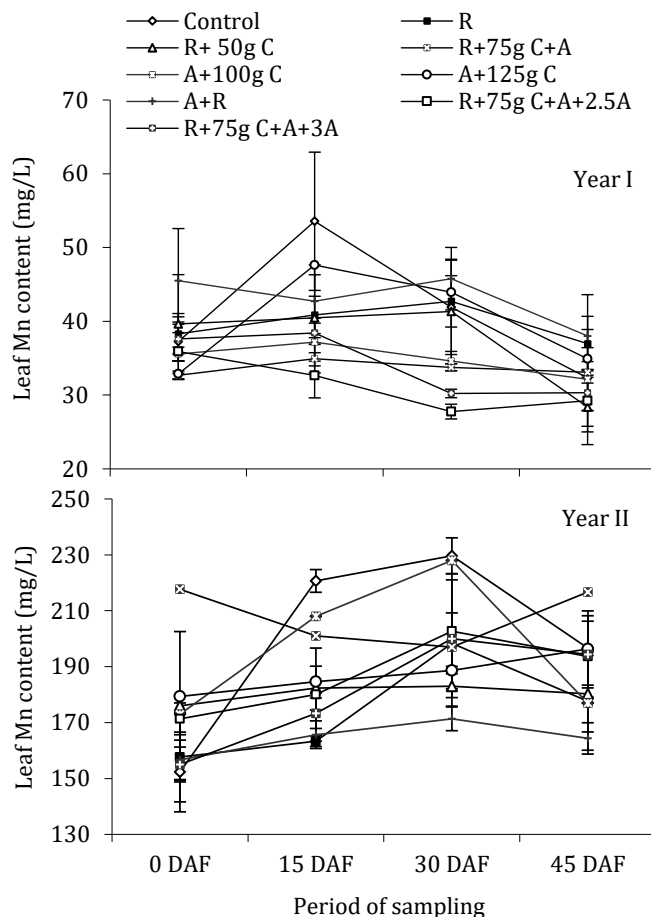 Control R
R+ 50g C R+75g C+A
A+100g C A+125g C
A+R R+75g C+A+2.5A
R+75g C+A+3A
70
60
50
40
30
20
Leaf Mn content (mg/L)
Year I
250
230
210
190
170
150
130
Leaf Mn content (mg/L)
Year II
0 DAF 15 DAF 30 DAF 45 DAF
Period of sampling